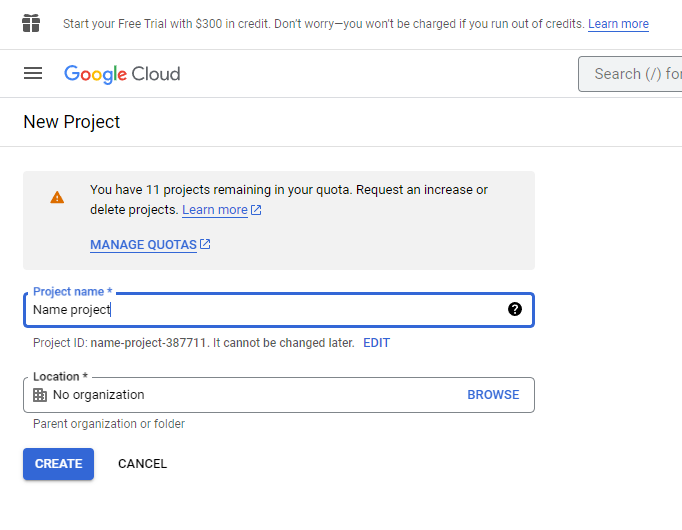 Start your Free Trial with $300 in credit. Don't worry—you won't be charged if you run out of credits. Learn more
Google Cloud
Search (/) for
New Project
You have 11 projects remaining in your quota. Request an increase or
delete projects. Learn more
MANAGE QUOTAS
Project name *
Name project
Project ID: name-project-387711. It cannot be changed later. EDIT
Location *
No organization BROWSE
Parent organization or folder
CREATE CANCEL